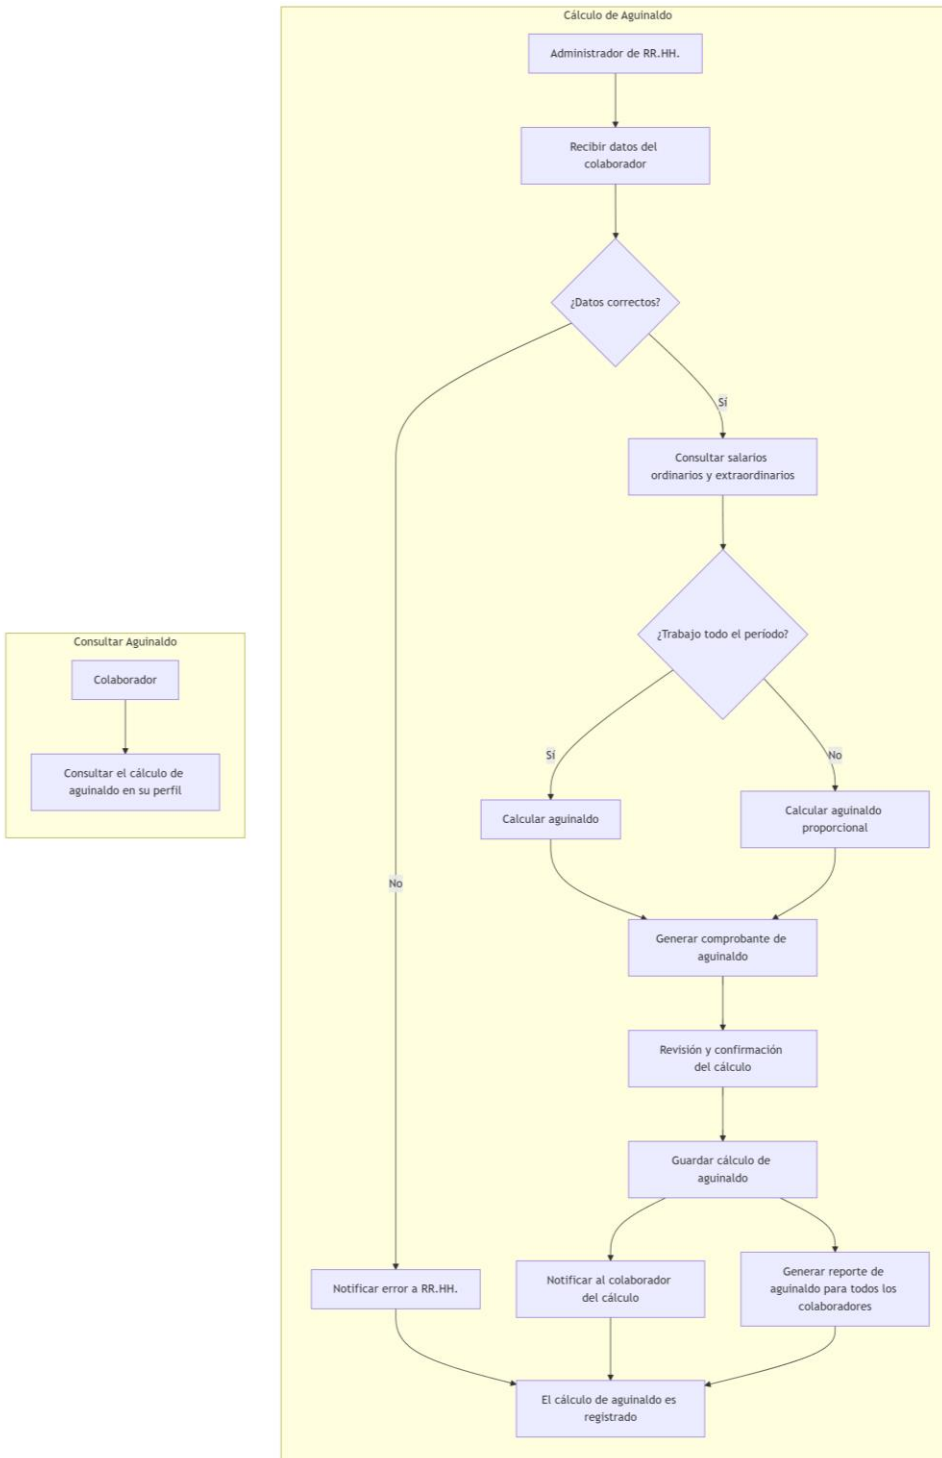 Cálculo de Aguinaldo
Administrador de RR.HH.
Recibir datos del
colaborador
¿Datos correctos?
Sí
Consultar salarios
ordinarios y extraordinarios
¿Trabajo todo el período?
Consultar Aguinaldo
Colaborador
Consultar el cálculo de
aguinaldo en su perfil
Sí
No
Calcular aguinaldo
Calcular aguinaldo
proporcional
No
Generar comprobante de
aguinaldo
Revisión y confirmación
del cálculo
Guardar cálculo de
aguinaldo
Notificar error a RR.HH.
Notificar al colaborador
del cálculo
Generar reporte de
aguinaldo para todos los
colaboradores
El cálculo de aguinaldo es
registrado